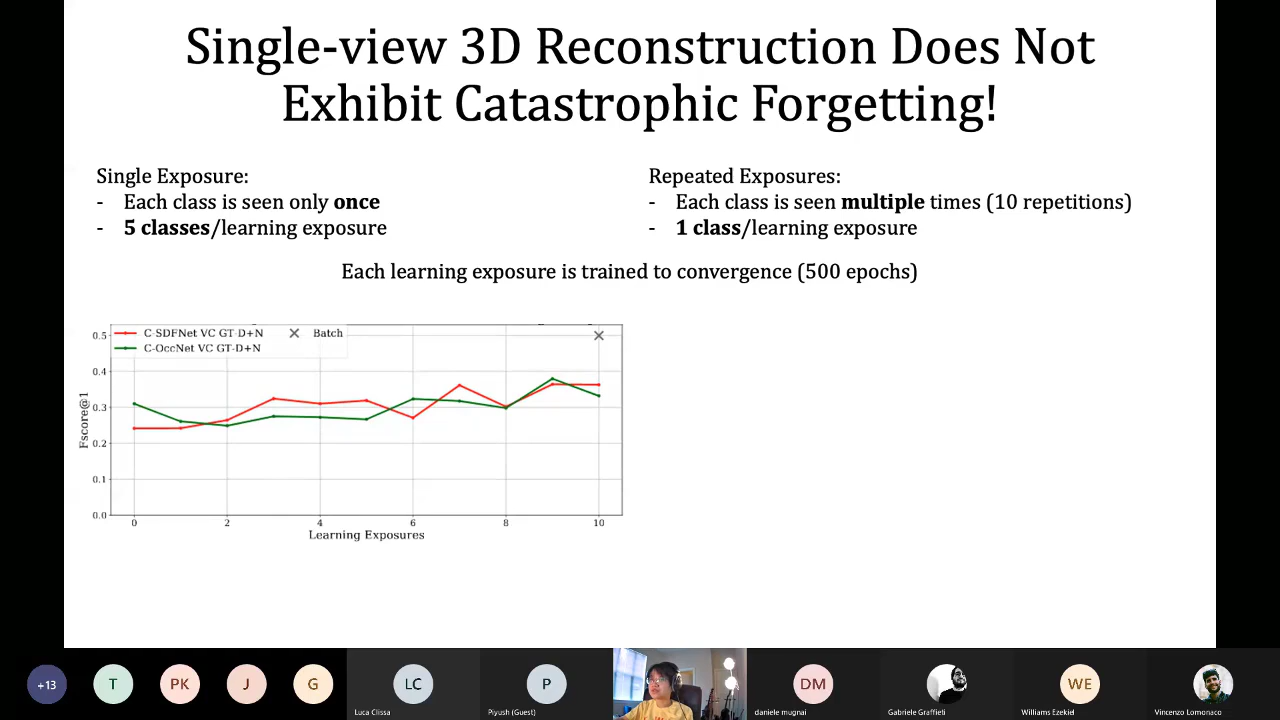 Single-view 3D Reconstruction Does Not
Exhibit Catastrophic Forgetting!
Single Exposure:
- Each class is seen only once
- 5 classes/learning exposure
Repeated Exposures:
- Each class is seen multiple times (10 repetitions)
- 1 class/learning exposure
Each learning exposure is trained to convergence (500 epochs)
C-SDFNet VC GT-D+N
Batch
C-OccNet VC GT-D+N
Fscore@1
0.5
0.4
0.3
0.2
0.1
0.0
0 2 4 6 8 10
Learning Exposures
+13
T
PK
J
G
LC
Luca Clissa
P
Piyush (Guest)
DM
daniele mugnai
Gabriele Graffieti
WE
Williams Ezekiel
Vincenzo Lomonaco